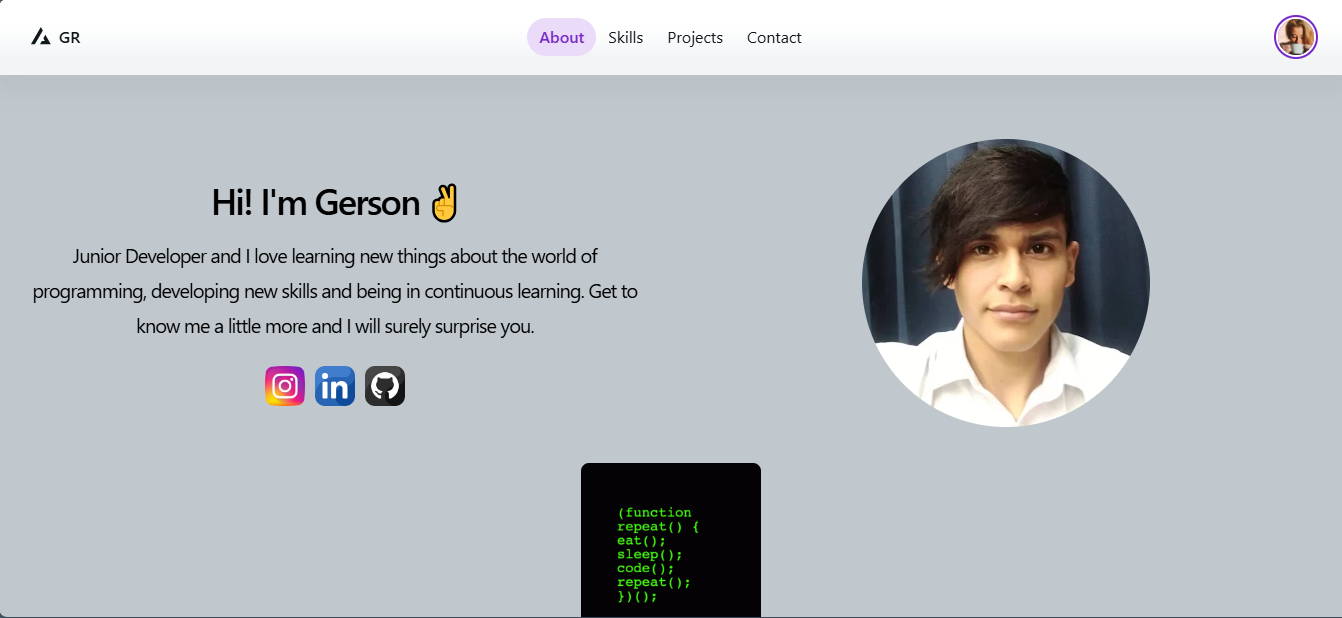 GR
About
Skills
Projects
Contact
Hi! I'm Gerson ✌
Junior Developer and I love learning new things about the world of
programming, developing new skills and being in continuous learning. Get to
know me a little more and I will surely surprise you.
in
(function
repeat() {
eat();
sleep();
code();
repeat();
})();